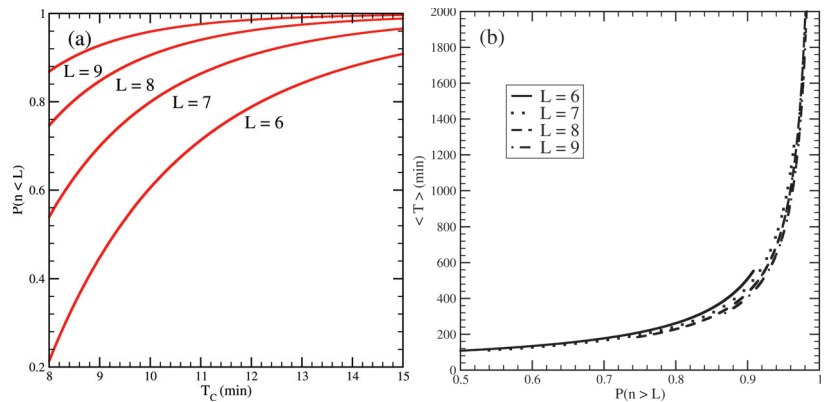 (a)
1
0.8
0.6
0.4
0.2
P(n < L)
L = 9
L = 8
L = 7
L = 6
8
9
10
11
12
13
14
15
T_C (min)
(b)
2000
1800
1600
1400
1200
1000
800
600
400
200
0
< T > (min)
L = 6
L = 7
L = 8
L = 9
0.5
0.6
0.7
0.8
0.9
1
P(n > L)